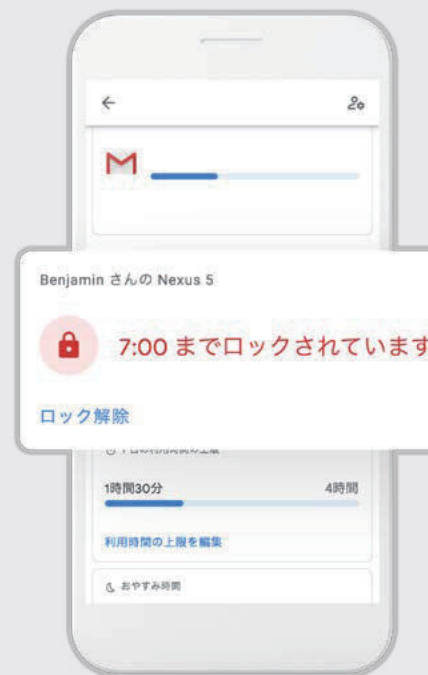 Benjamin さんの Nexus 5
7:00 までロックされています
ロック解除
1時間30分 4時間
利用時間の上限を編集
おやすみ時間